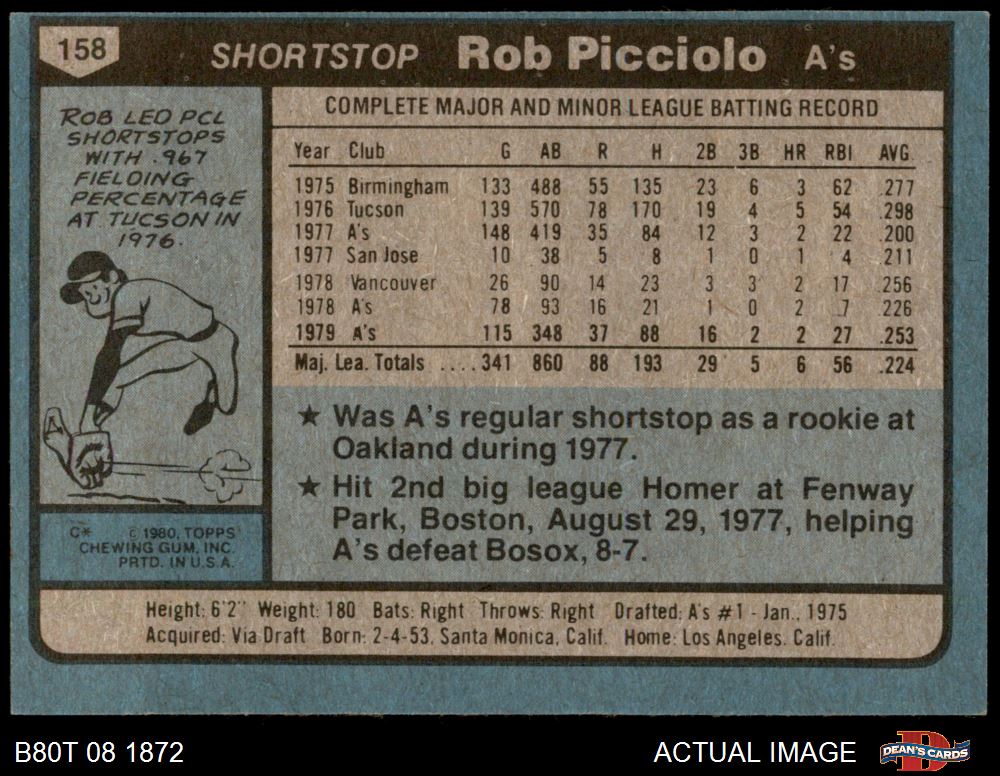 158 SHORTSTOP Rob Picciolo A's
ROB LED PCL
SHORTSTOPS
WITH .967
FIELDING
PERCENTAGE
AT TUCSON IN
1976.
C* © 1980, TOPPS
CHEWING GUM, INC.
PRTD. IN U.S.A.
COMPLETE MAJOR AND MINOR LEAGUE BATTING RECORD
Year Club G AB R H 2B 3B HR RBI AVG.
1975 Birmingham 133 488 55 135 23 6 3 62 .277
1976 Tucson 139 570 78 170 19 4 5 54 .298
1977 A's 148 419 35 84 12 3 2 22 .200
1977 San Jose 10 38 5 8 1 0 1 4 .211
1978 Vancouver 26 90 14 23 3 3 2 17 .256
1978 A's 78 93 16 21 1 0 2 7 .226
1979 A's 115 348 37 88 16 2 2 27 .253
Maj. Lea. Totals .... 341 860 88 193 29 5 6 56 .224
★ Was A's regular shortstop as a rookie at
Oakland during 1977.
★ Hit 2nd big league Homer at Fenway
Park, Boston, August 29, 1977, helping
A's defeat Bosox, 8-7.
Height: 6'2" Weight: 180 Bats: Right Throws: Right Drafted: A's #1 - Jan., 1975
Acquired: Via Draft Born: 2-4-53, Santa Monica, Calif. Home: Los Angeles, Calif.
B80T 08 1872 ACTUAL IMAGE DEAN'S CARDS